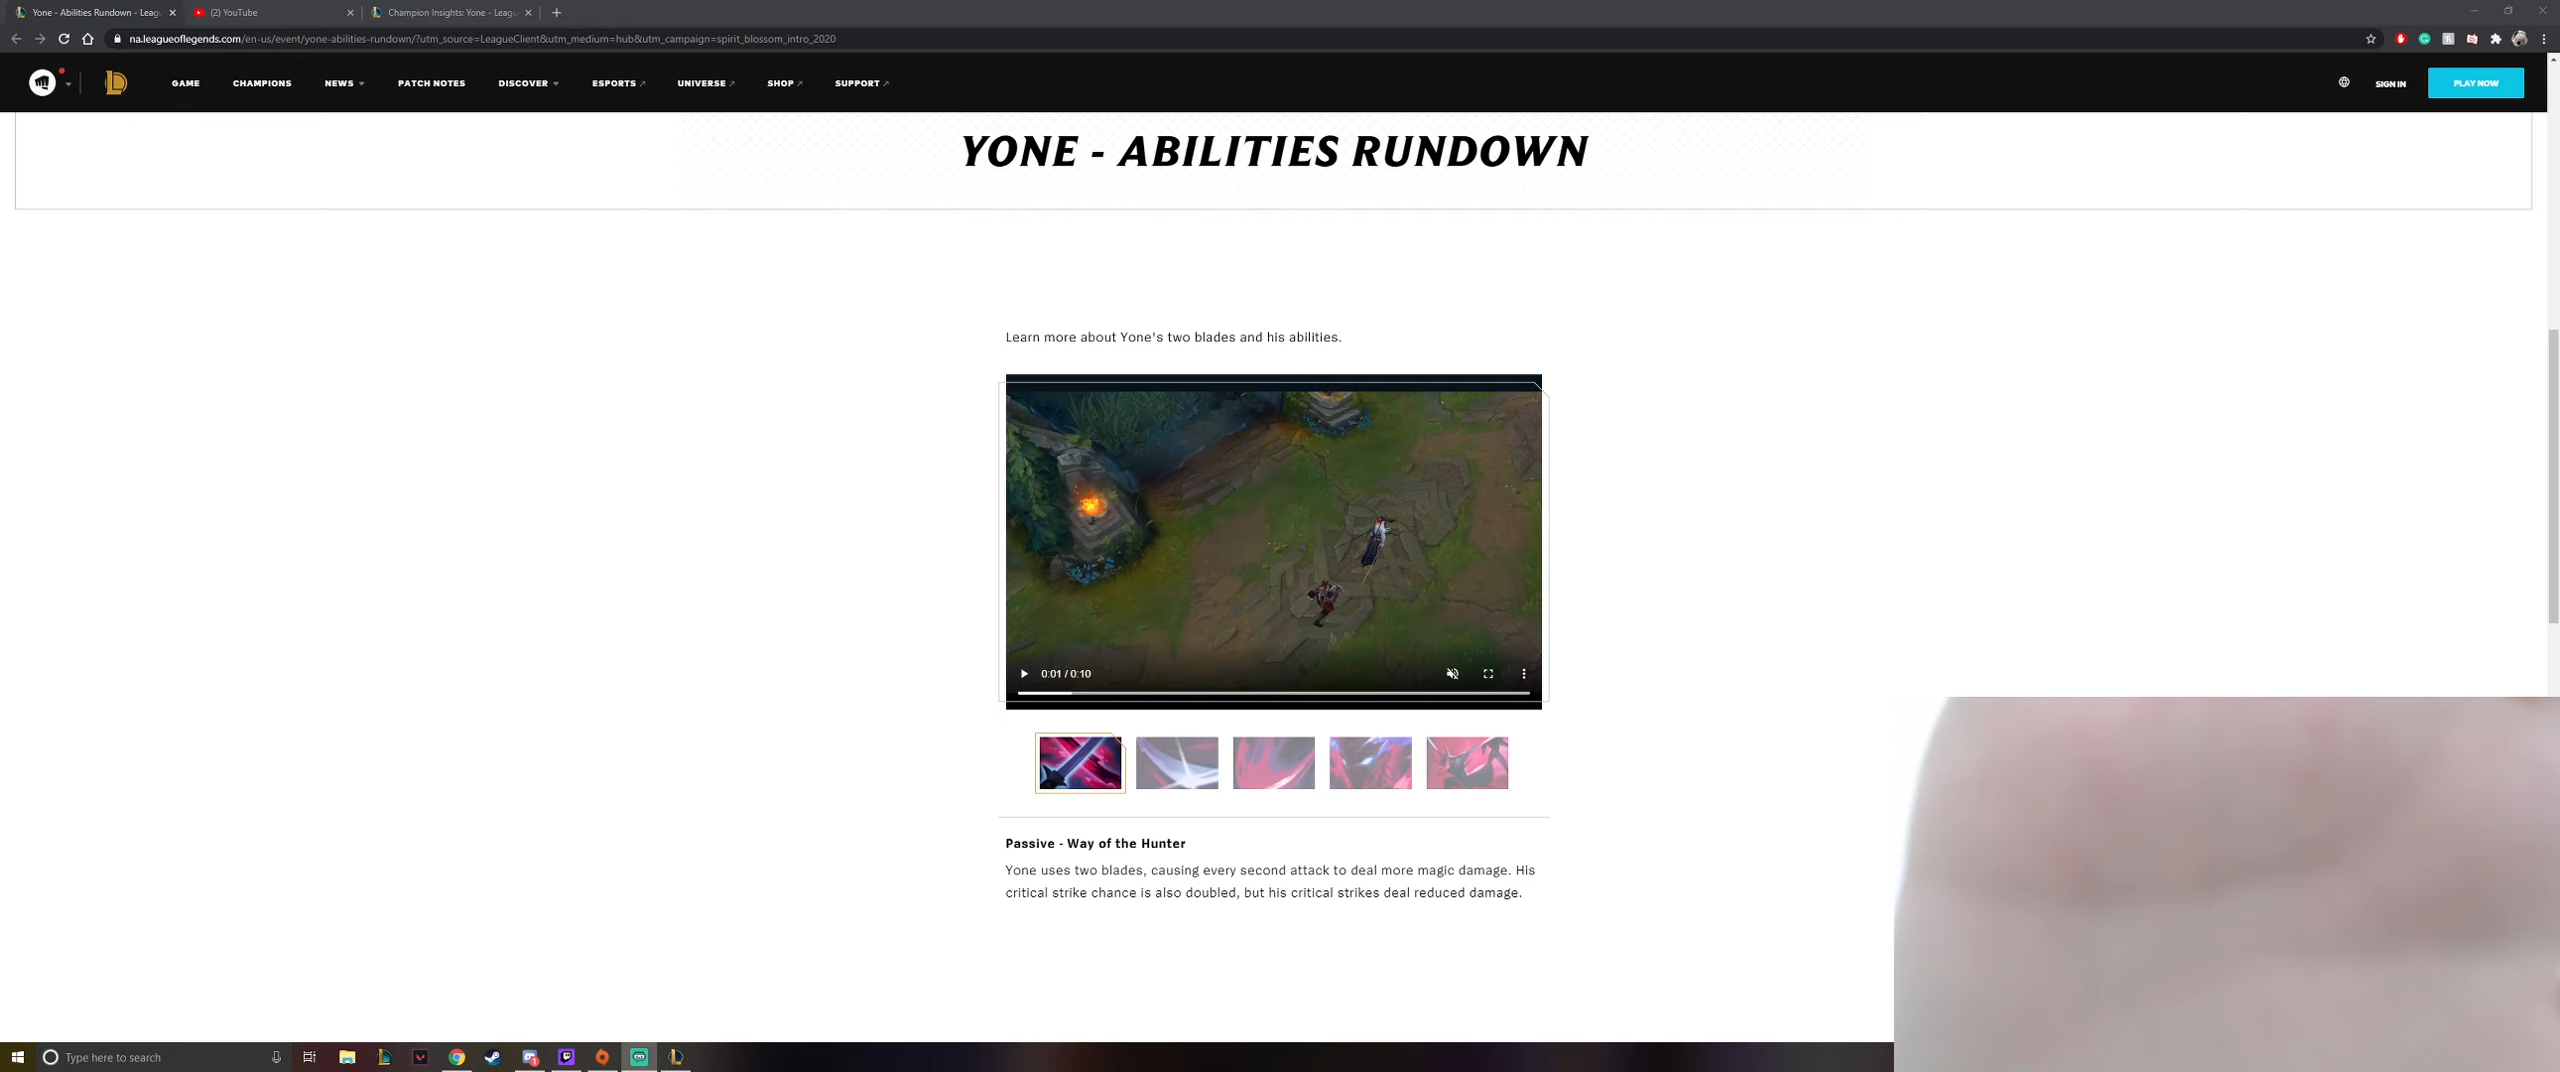 Yone - Abilities Rundown - Leagu
(2) YouTube
Champion Insights: Yone - Leagu
na.leagueoflegends.com/en-us/event/yone-abilities-rundown/?utm_source=LeagueClient&utm_medium=hub&utm_campaign=spirit_blossom_intro_2020
GAME CHAMPIONS NEWS PATCH NOTES DISCOVER ESPORTS UNIVERSE SHOP SUPPORT SIGN IN PLAY NOW
YONE - ABILITIES RUNDOWN
Learn more about Yone's two blades and his abilities.
0:01 / 0:10
Passive - Way of the Hunter
Yone uses two blades, causing every second attack to deal more magic damage. His
critical strike chance is also doubled, but his critical strikes deal reduced damage.
Type here to search